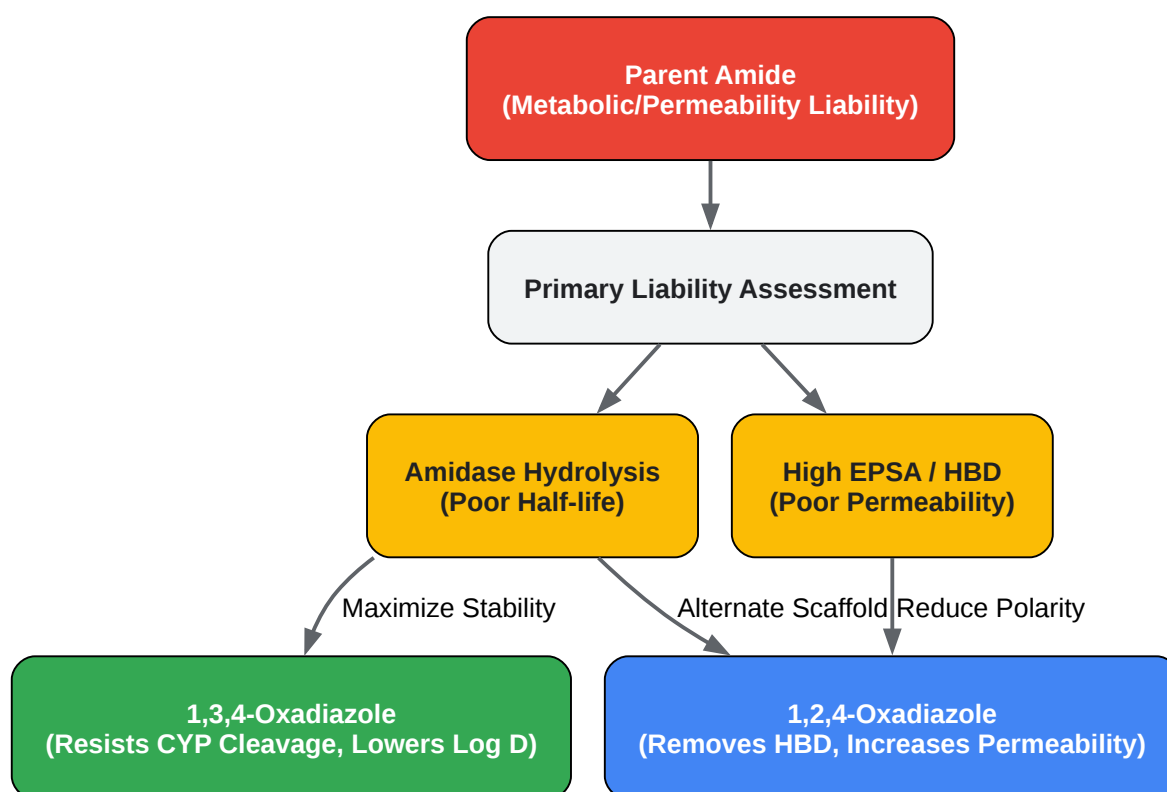 Parent Amide
(Metabolic/Permeability Liability)
Primary Liability Assessment
Amidase Hydrolysis
(Poor Half-life)
High EPSA / HBD
(Poor Permeability)
Maximize Stability
Alternate Scaffold
Reduce Polarity
1,3,4-Oxadiazole
(Resists CYP Cleavage, Lowers Log D)
1,2,4-Oxadiazole
(Removes HBD, Increases Permeability)